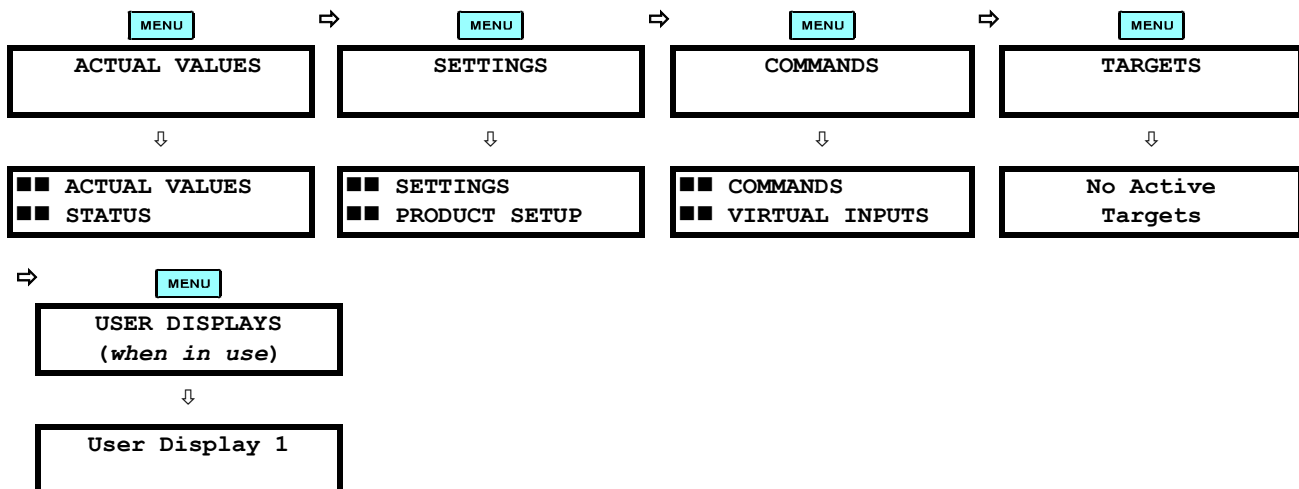 MENU MENU MENU MENU
ACTUAL VALUES SETTINGS COMMANDS TARGETS
■■ ACTUAL VALUES ■■ SETTINGS ■■ COMMANDS No Active
■■ STATUS ■■ PRODUCT SETUP ■■ VIRTUAL INPUTS Targets
MENU
USER DISPLAYS
(when in use)
User Display 1